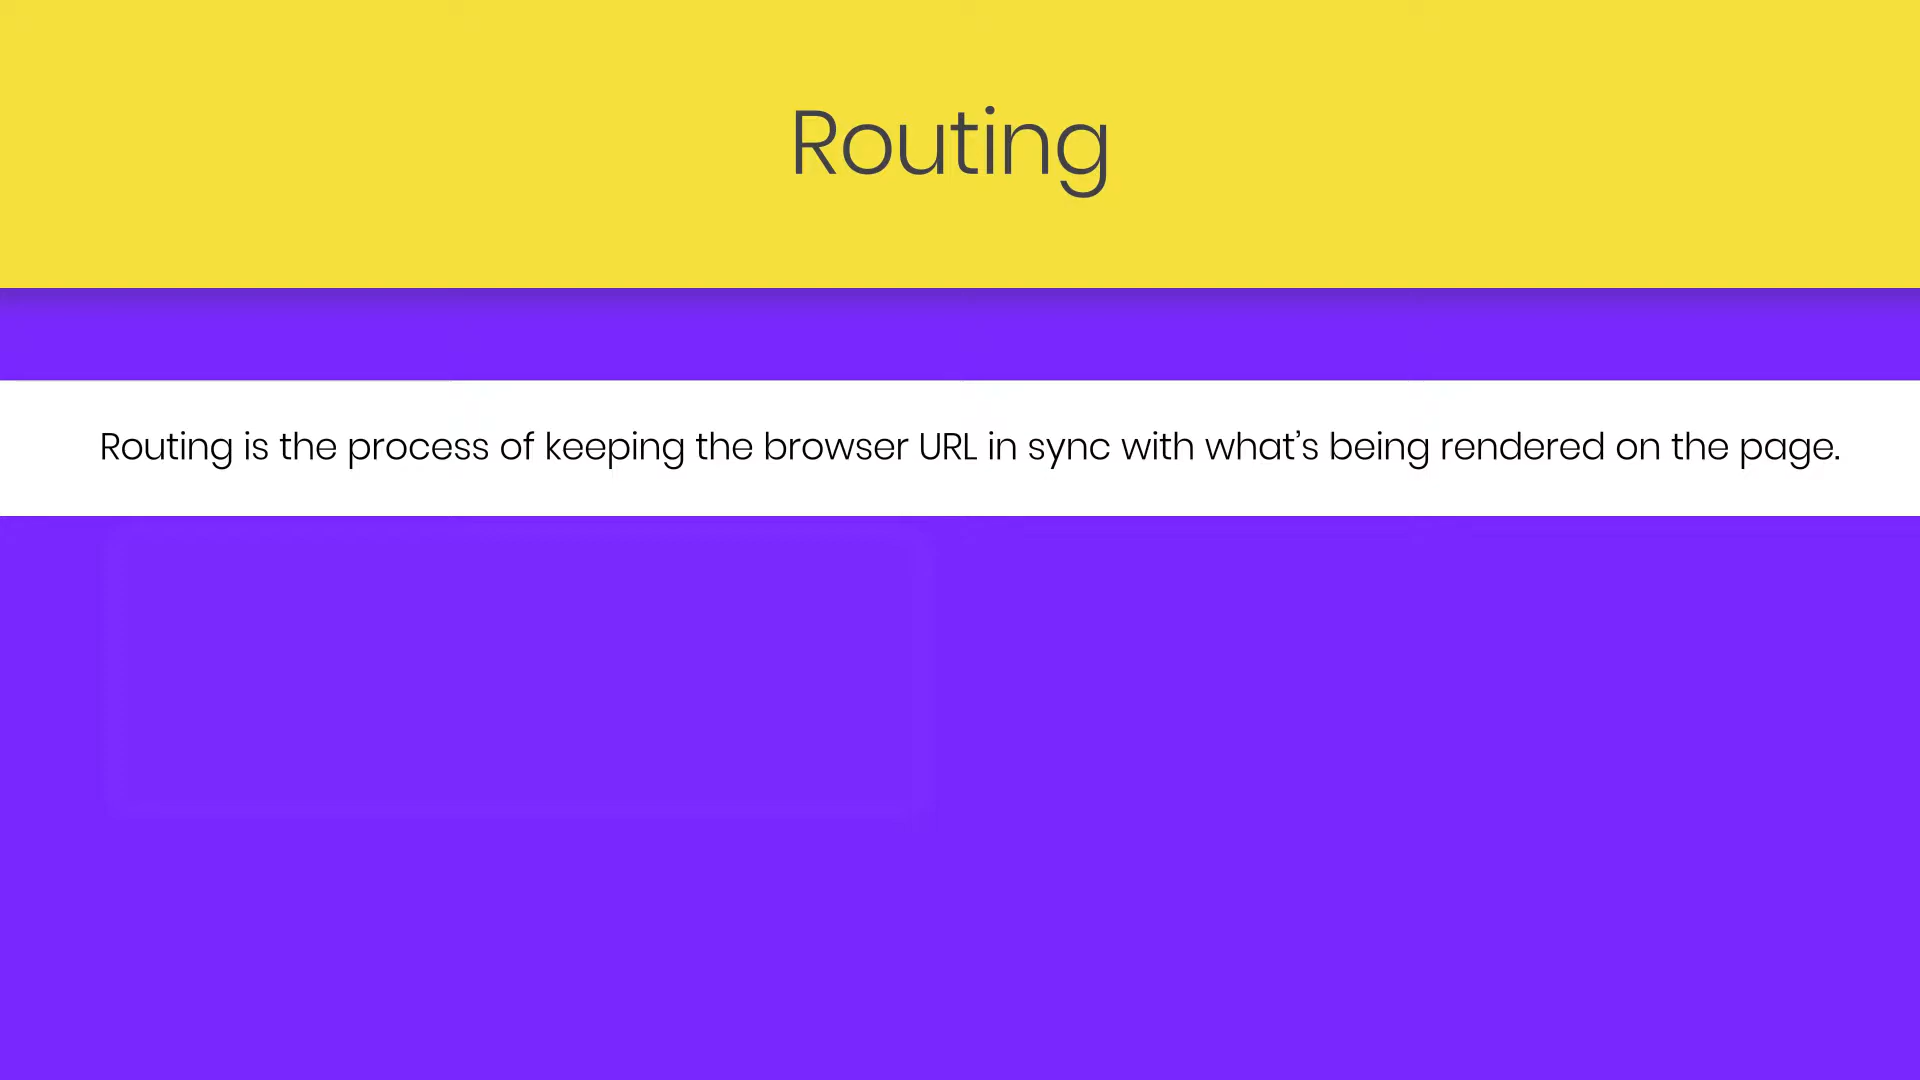 Routing
Routing is the process of keeping the browser URL in sync with what’s being rendered on the page.